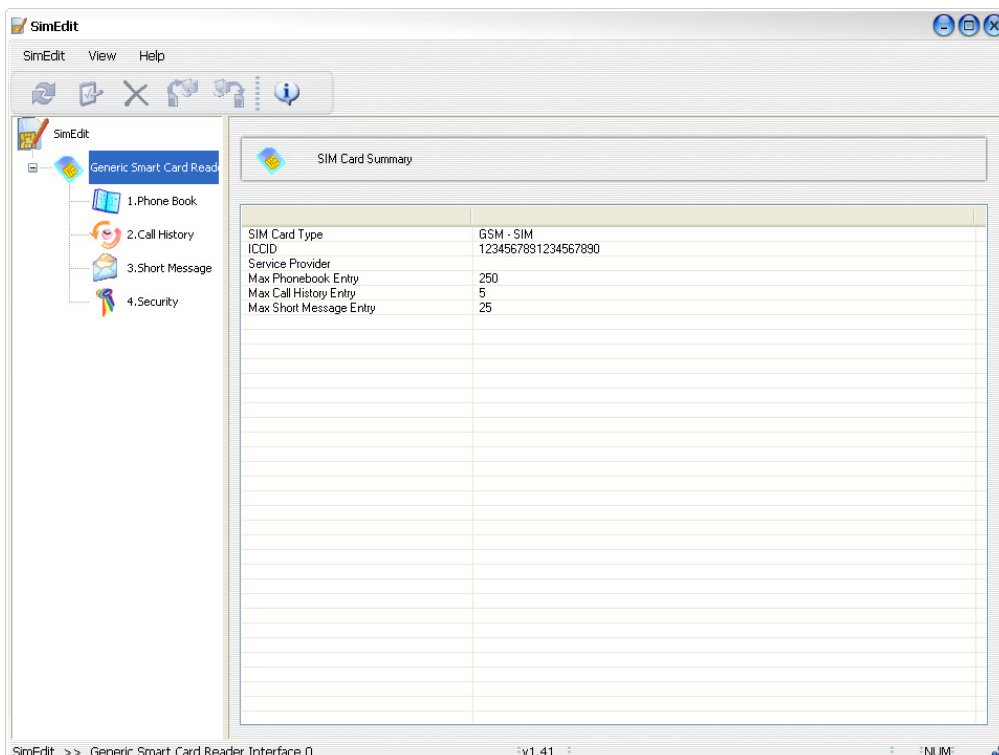 SimEdit
SimEdit View Help
SimEdit
Generic Smart Card Read
1.Phone Book
2.Call History
3.Short Message
4.Security
SIM Card Summary
SIM Card Type GSM - SIM
ICCID 1234567891234567890
Service Provider
Max Phonebook Entry 250
Max Call History Entry 5
Max Short Message Entry 25
SimEdit >> Generic Smart Card Reader Interface 0 v1.41 NUM